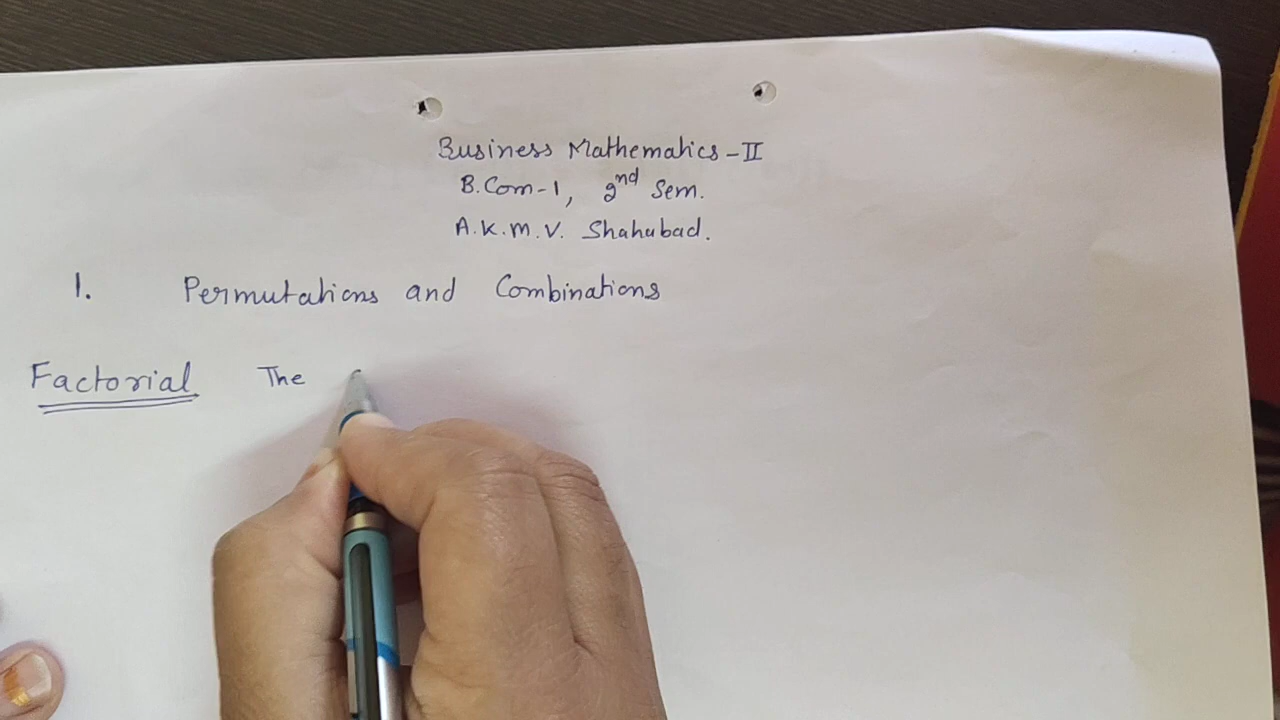 Business Mathematics-II
B.Com-1, 2nd Sem.
A.K.M.V. Shahabad.
1. Permutations and Combinations
Factorial The